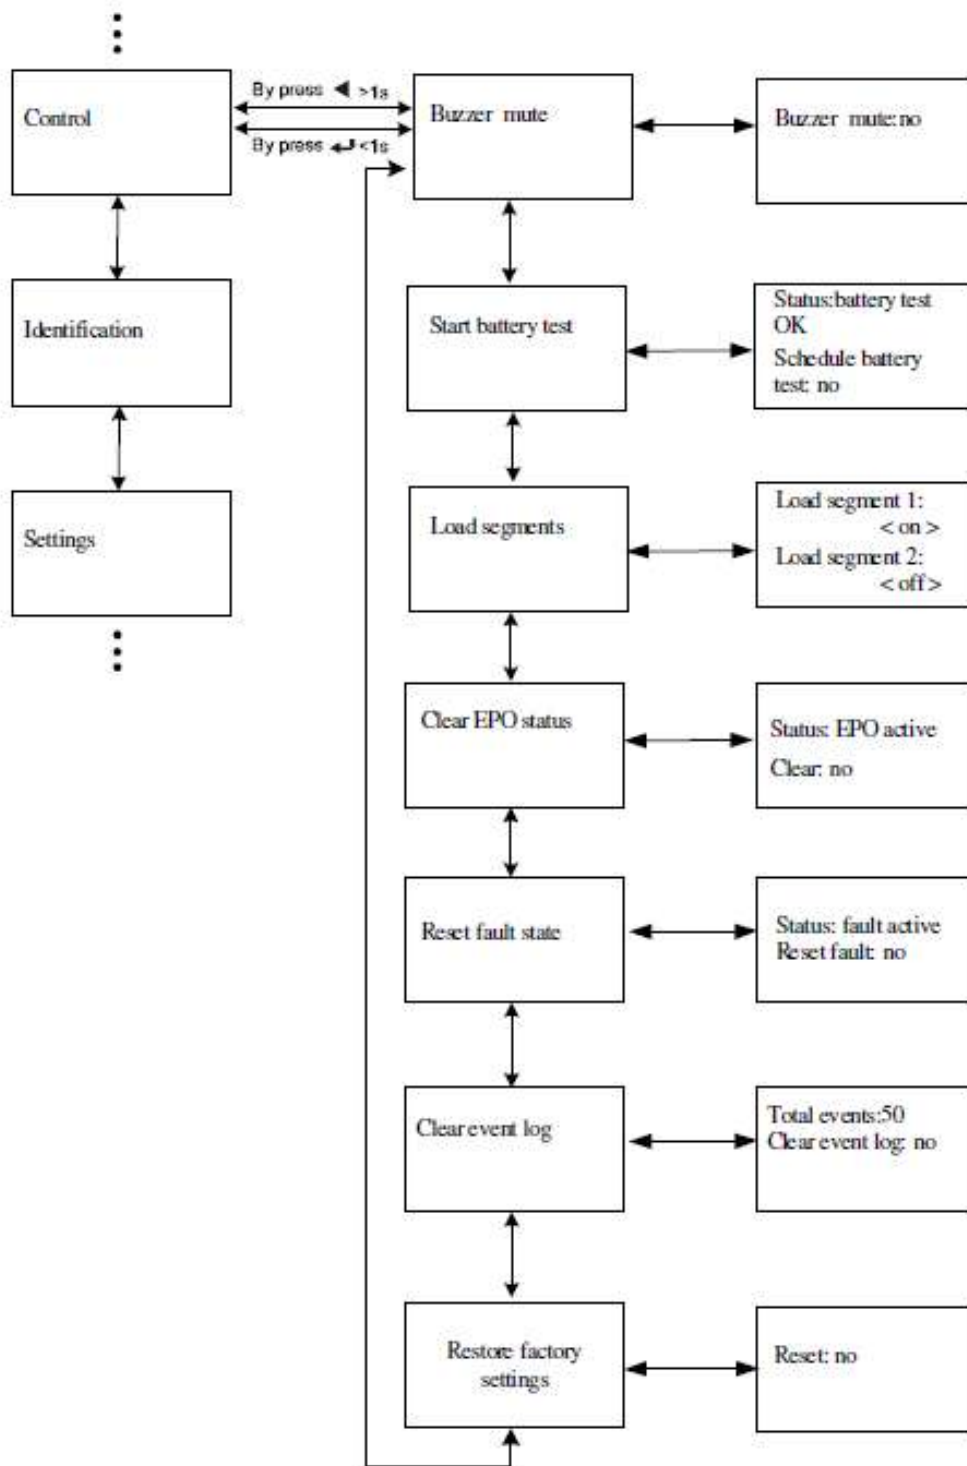 Control
By press ◀ >1s
By press ↵ <1s
Buzzer mute
Buzzer mute:no
Identification
Start battery test
Status:battery test
OK
Schedule battery
test: no
Settings
Load segments
Load segment 1:
< on >
Load segment 2:
< off >
Clear EPO status
Status: EPO active
Clear: no
Reset fault state
Status: fault active
Reset fault: no
Clear event log
Total events:50
Clear event log: no
Restore factory
settings
Reset: no